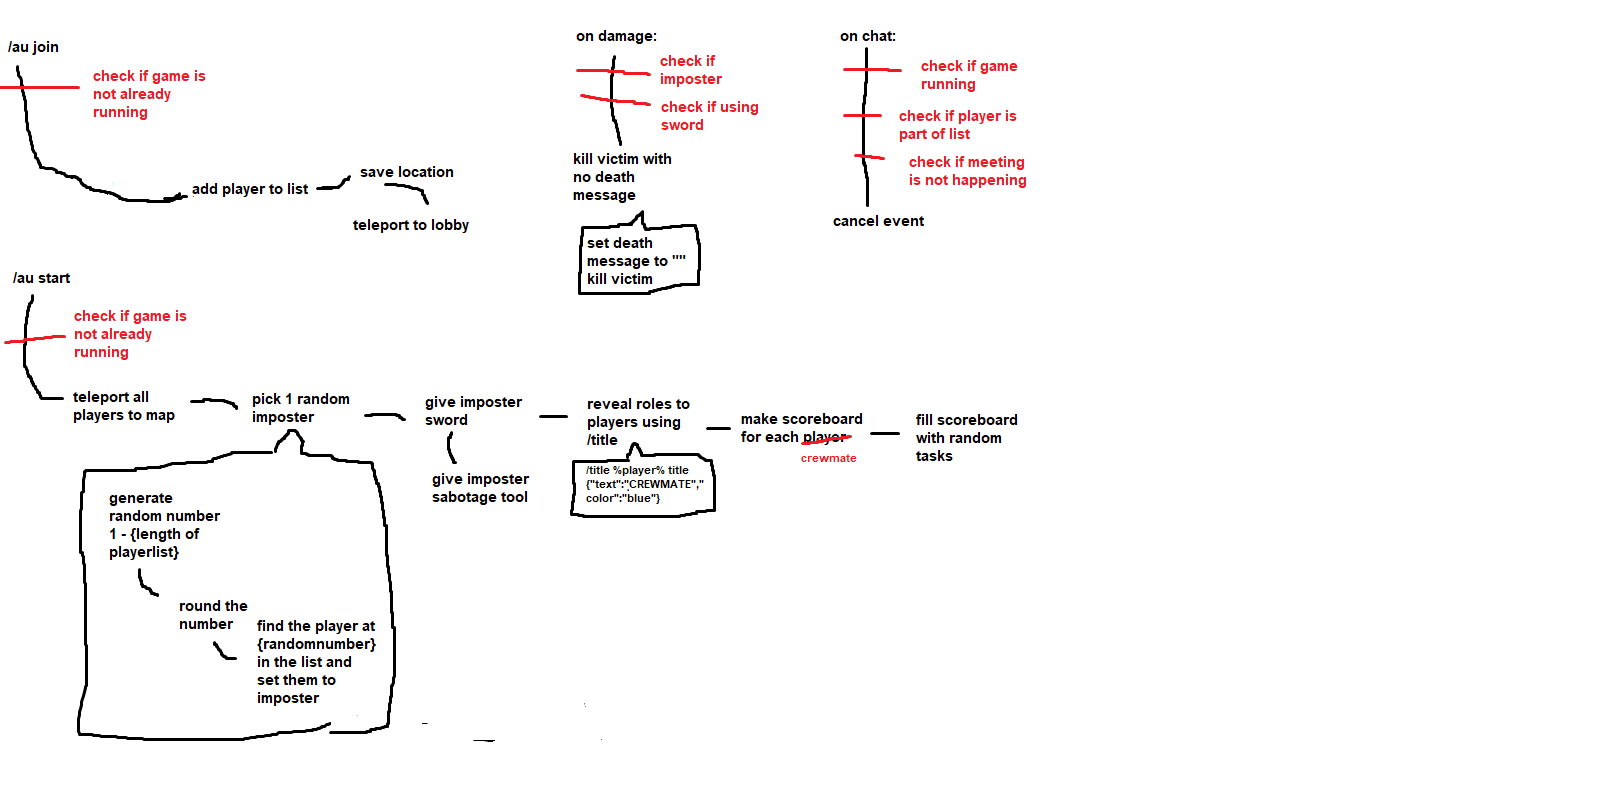 /au join
check if game is
not already
running
add player to list
save location
teleport to lobby
on damage:
check if
imposter
check if using
sword
kill victim with
no death
message
set death
message to ""
kill victim
on chat:
check if game
running
check if player is
part of list
check if meeting
is not happening
cancel event
/au start
check if game is
not already
running
teleport all
players to map
pick 1 random
imposter
generate
random number
1 - {length of
playerlist}
round the
number
find the player at
{randomnumber}
in the list and
set them to
imposter
give imposter
sword
give imposter
sabotage tool
reveal roles to
players using
/title
/title %player% title
{"text":"CREWMATE","
color":"blue"}
make scoreboard
for each player
crewmate
fill scoreboard
with random
tasks